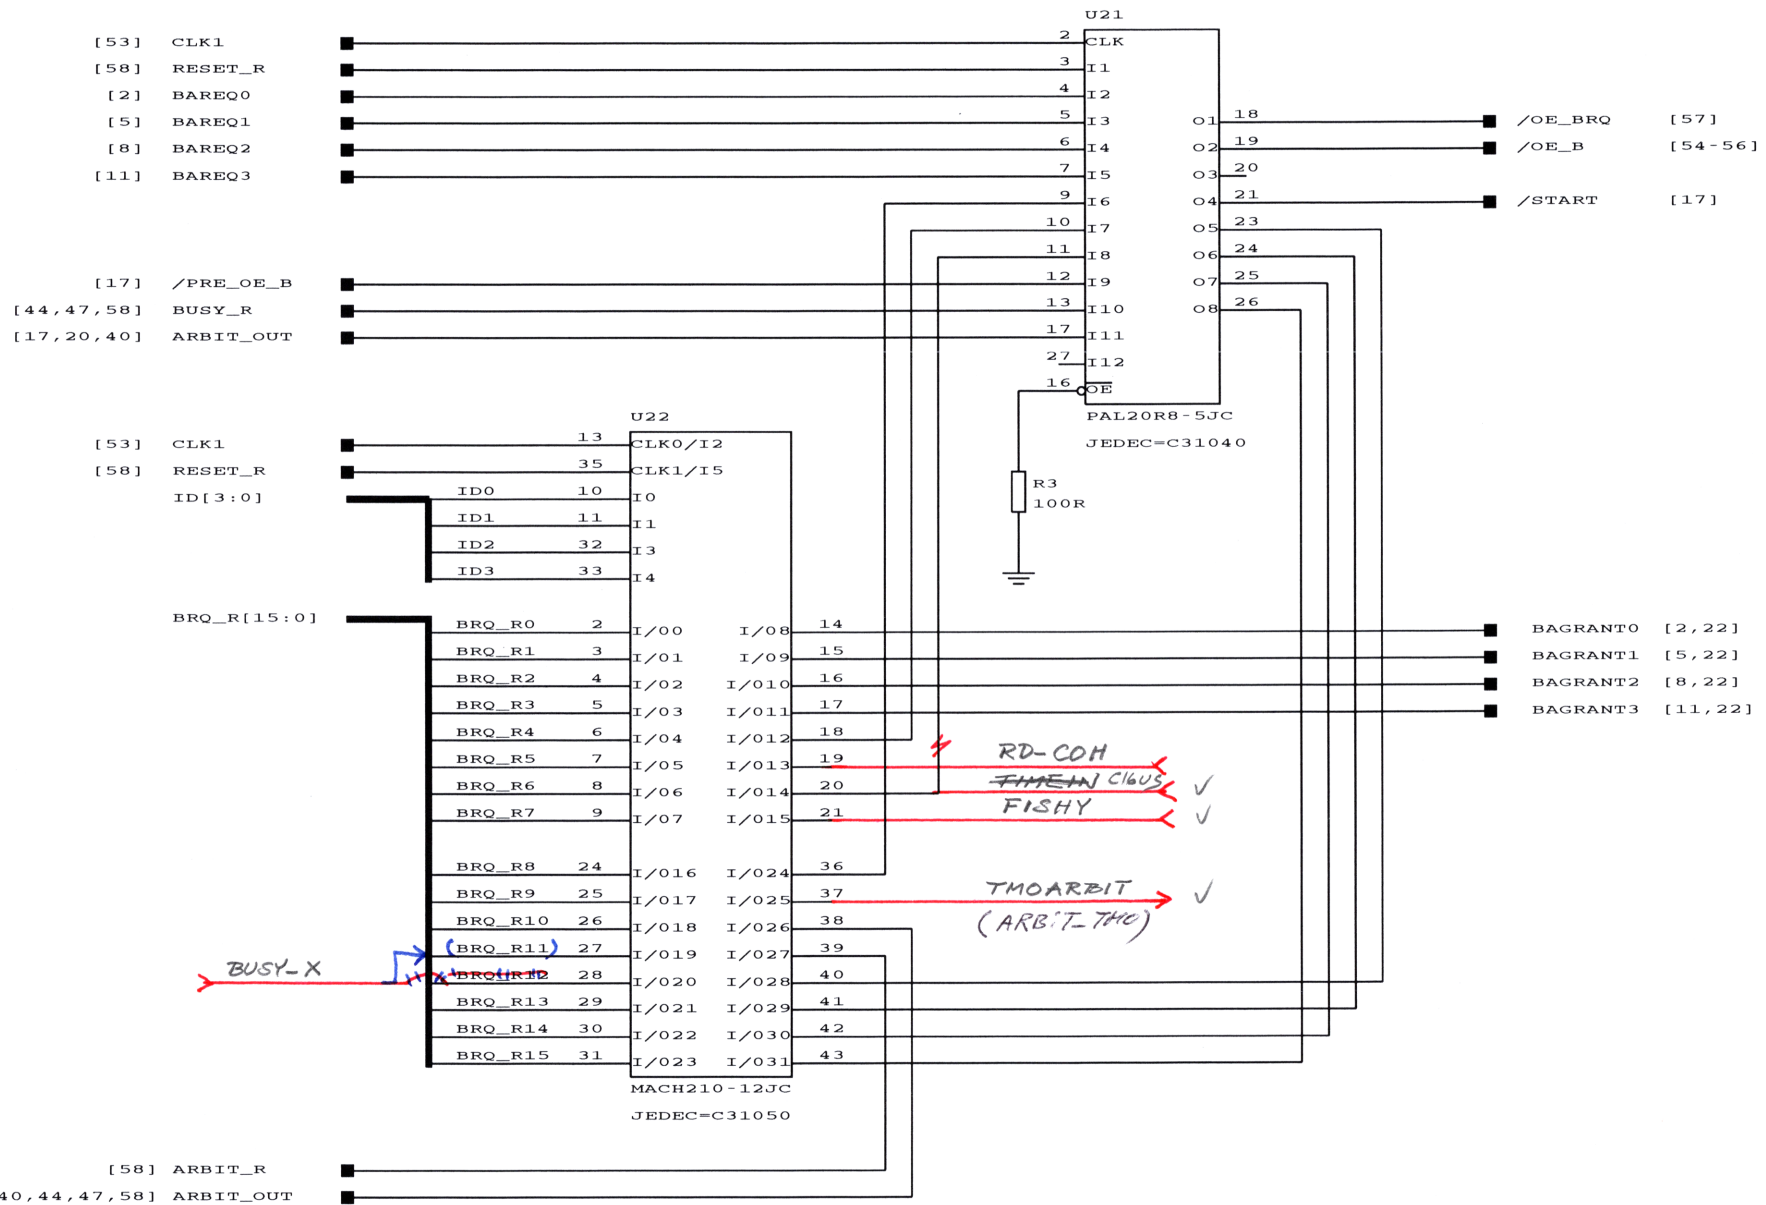 U21
[53] CLK1 2 CLK
[58] RESET_R 3 I1
[2] BAREQ0 4 I2
[5] BAREQ1 5 I3 O1 18 /OE_BRQ [57]
[8] BAREQ2 6 I4 O2 19 /OE_B [54-56]
[11] BAREQ3 7 I5 O3 20
9 I6 O4 21 /START [17]
10 I7 O5 23
11 I8 O6 24
[17] /PRE_OE_B 12 I9 O7 25
[44,47,58] BUSY_R 13 I10 O8 26
[17,20,40] ARBIT_OUT 17 I11
27 I12
16 OE
PAL20R8-5JC
JEDEC=C31040
U22
[53] CLK1 13 CLK0/I2
[58] RESET_R 35 CLK1/I5
ID[3:0] ID0 10 I0
ID1 11 I1
ID2 32 I3
ID3 33 I4
R3
100R
BRQ_R[15:0] BRQ_R0 2 I/O0 I/O8 14 BAGRANT0 [2,22]
BRQ_R1 3 I/O1 I/O9 15 BAGRANT1 [5,22]
BRQ_R2 4 I/O2 I/O10 16 BAGRANT2 [8,22]
BRQ_R3 5 I/O3 I/O11 17 BAGRANT3 [11,22]
BRQ_R4 6 I/O4 I/O12 18
BRQ_R5 7 I/O5 I/O13 19 RD-COH
BRQ_R6 8 I/O6 I/O14 20 TIMEIN C16US
BRQ_R7 9 I/O7 I/O15 21 FISHY
BRQ_R8 24 I/O16 I/O24 36
BRQ_R9 25 I/O17 I/O25 37 TMOARBIT
(ARBIT_TMO)
BRQ_R10 26 I/O18 I/O26 38
(BRQ_R11) 27 I/O19 I/O27 39
BUSY-X BRQ_R12 28 I/O20 I/O28 40
BRQ_R13 29 I/O21 I/O29 41
BRQ_R14 30 I/O22 I/O30 42
BRQ_R15 31 I/O23 I/O31 43
MACH210-12JC
JEDEC=C31050
[58] ARBIT_R
40,44,47,58] ARBIT_OUT